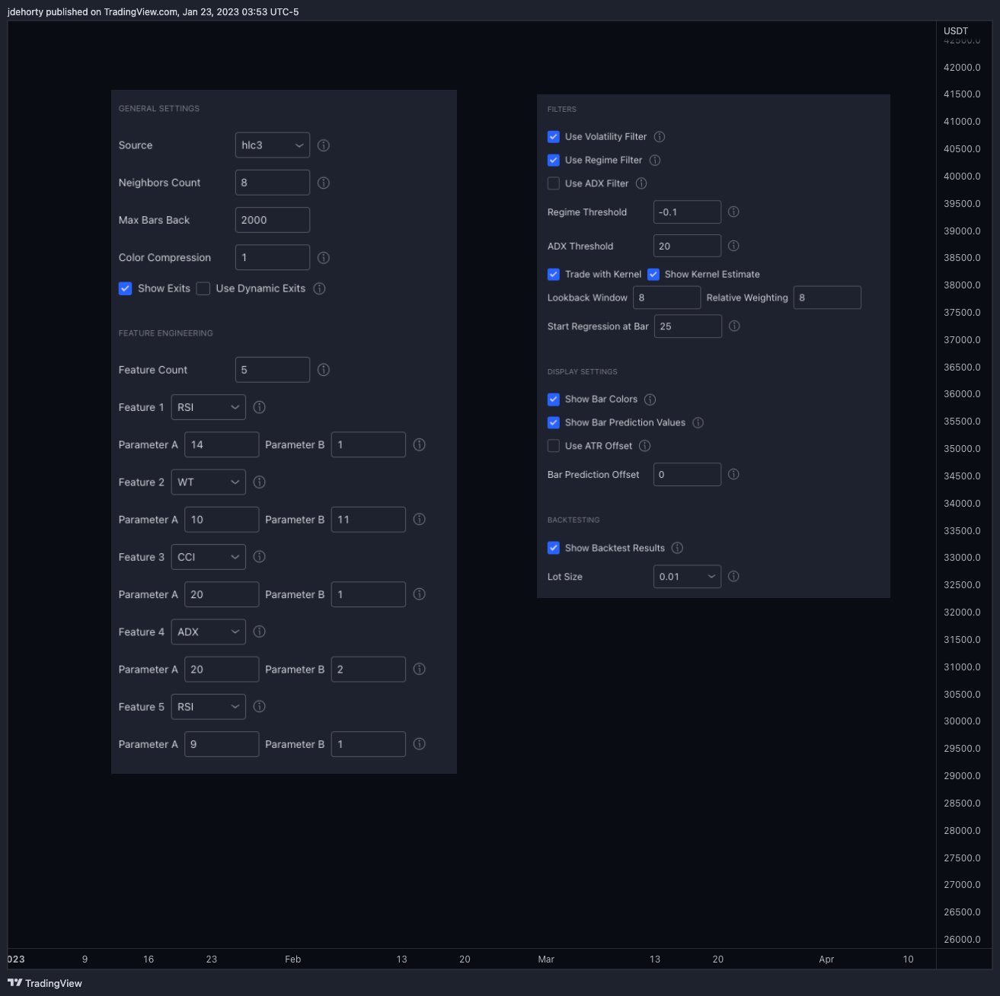 jdehorty published on TradingView.com, Jan 23, 2023 03:53 UTC-5
GENERAL SETTINGS
Source hlc3
Neighbors Count 8
Max Bars Back 2000
Color Compression 1
Show Exits Use Dynamic Exits
FEATURE ENGINEERING
Feature Count 5
Feature 1 RSI
Parameter A 14 Parameter B 1
Feature 2 WT
Parameter A 10 Parameter B 11
Feature 3 CCI
Parameter A 20 Parameter B 1
Feature 4 ADX
Parameter A 20 Parameter B 2
Feature 5 RSI
Parameter A 9 Parameter B 1
FILTERS
Use Volatility Filter
Use Regime Filter
Use ADX Filter
Regime Threshold -0.1
ADX Threshold 20
Trade with Kernel Show Kernel Estimate
Lookback Window 8 Relative Weighting 8
Start Regression at Bar 25
DISPLAY SETTINGS
Show Bar Colors
Show Bar Prediction Values
Use ATR Offset
Bar Prediction Offset 0
BACKTESTING
Show Backtest Results
Lot Size 0.01
USDT
42500.0
42000.0
41500.0
41000.0
40500.0
40000.0
39500.0
39000.0
38500.0
38000.0
37500.0
37000.0
36500.0
36000.0
35500.0
35000.0
34500.0
34000.0
33500.0
33000.0
32500.0
32000.0
31500.0
31000.0
30500.0
30000.0
29500.0
29000.0
28500.0
28000.0
27500.0
27000.0
26500.0
26000.0
023 9 16 23 Feb 13 20 Mar 13 20 Apr 10
TradingView